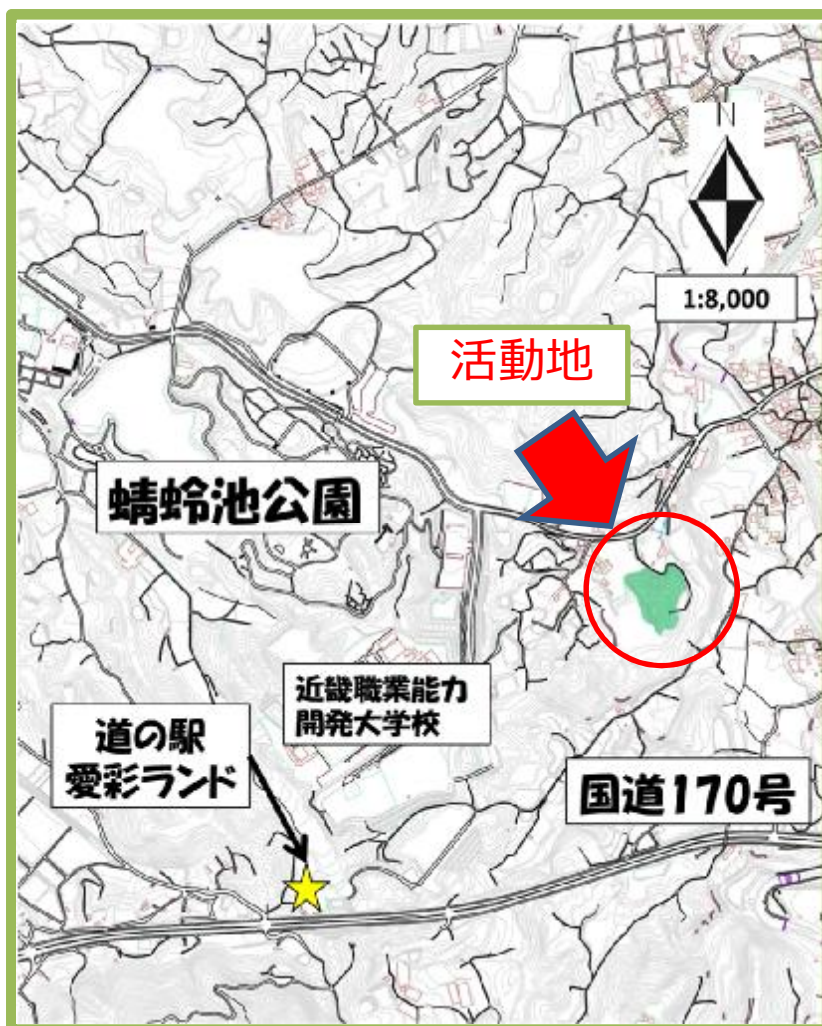 N
1:8,000
活動地
蜻蛉池公園
近畿職業能力
開発大学校
道の駅
愛彩ランド
国道170号